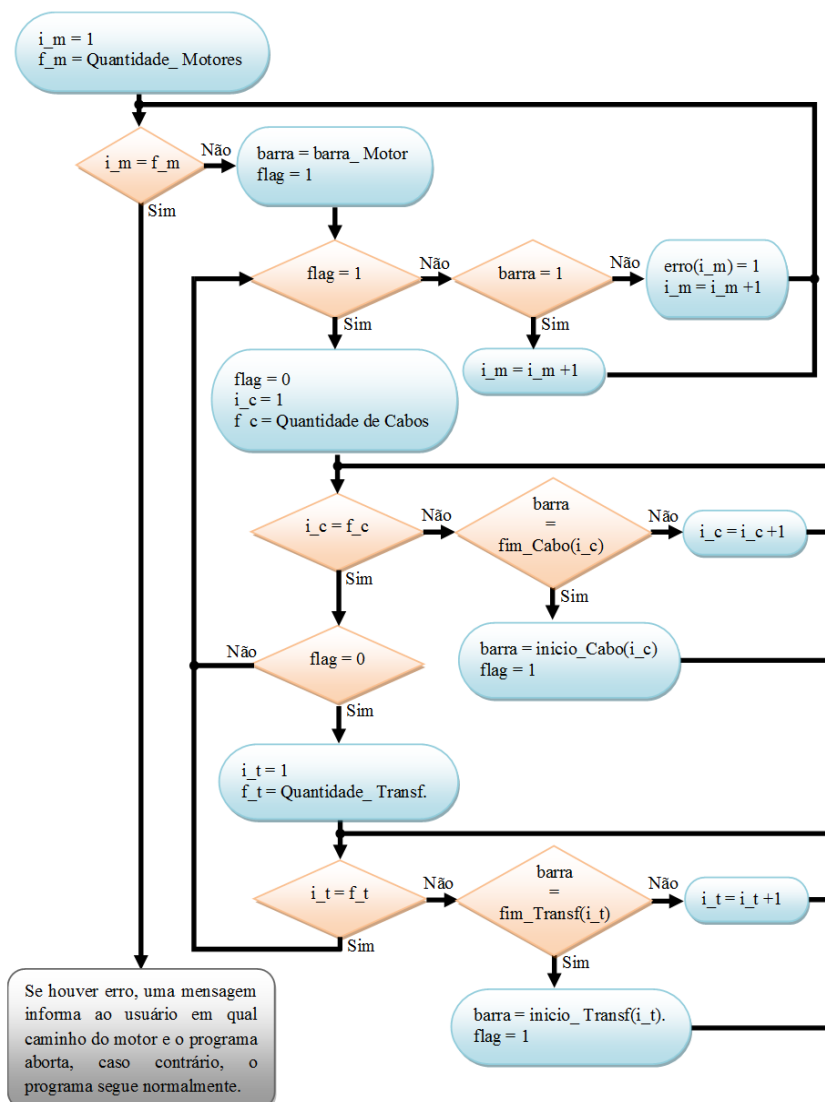 i_m = 1
f_m = Quantidade_ Motores
i_m = f_m
Não
Sim
barra = barra_ Motor
flag = 1
flag = 1
Não
Sim
barra = 1
Não
Sim
erro(i_m) = 1
i_m = i_m +1
i_m = i_m +1
flag = 0
i_c = 1
f c = Quantidade de Cabos
i_c = f_c
Não
Sim
barra
=
fim_Cabo(i_c)
Não
Sim
i_c = i_c +1
barra = inicio_Cabo(i_c)
flag = 1
flag = 0
Não
Sim
i_t = 1
f_t = Quantidade_ Transf.
i_t = f_t
Não
Sim
barra
=
fim_Transf(i_t)
Não
Sim
i_t = i_t +1
barra = inicio_ Transf(i_t).
flag = 1
Se houver erro, uma mensagem
informa ao usuário em qual
caminho do motor e o programa
aborta, caso contrário, o
programa segue normalmente.